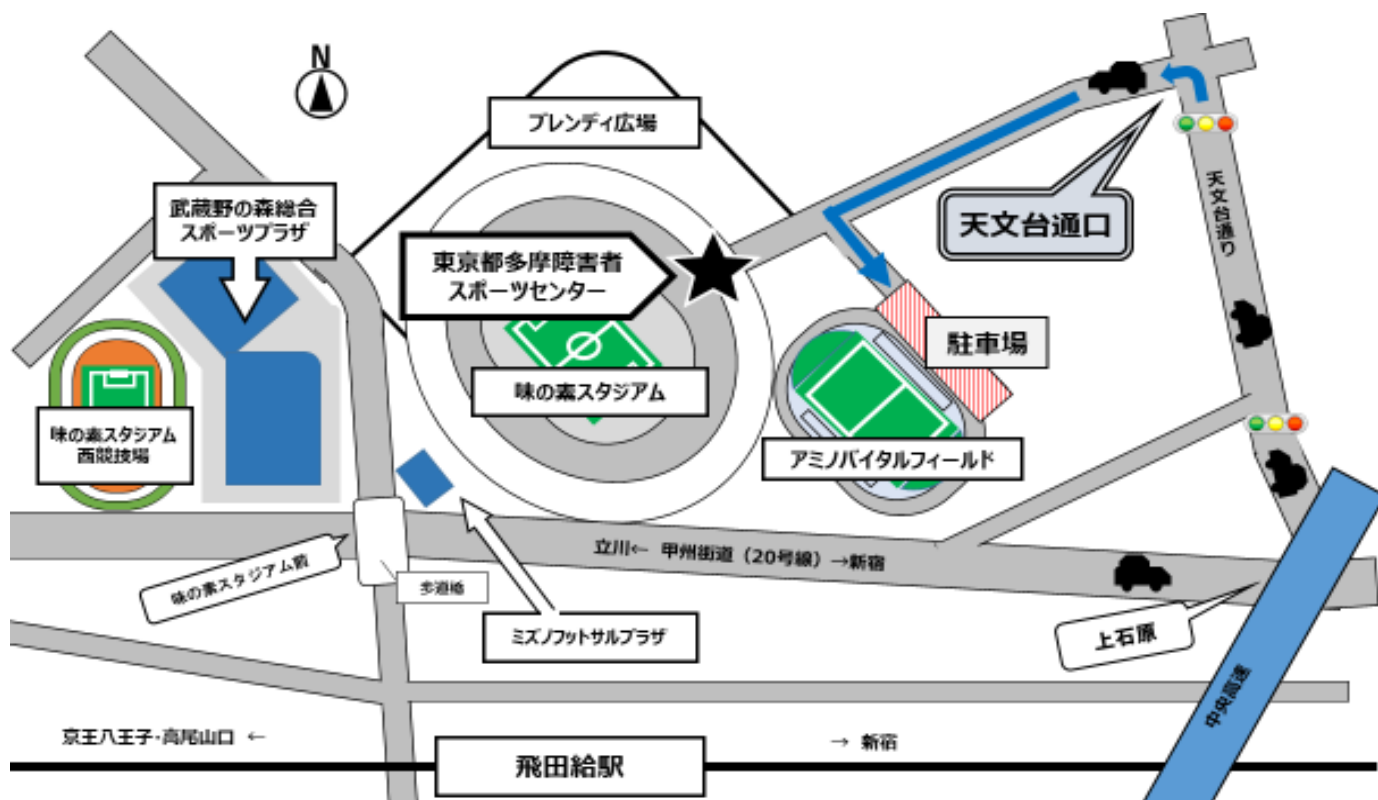 N
ブレンディ広場
武蔵野の森総合
スポーツプラザ
東京都多摩障害者
スポーツセンター
天文台通口
天文台通り
駐車場
味の素スタジアム
味の素スタジアム
西競技場
アミノバイタルフィールド
立川← 甲州街道（20号線）→新宿
味の素スタジアム前
歩道橋
ミズノフットサルプラザ
上石原
中央高速
京王八王子・高尾山口 ←
→ 新宿
飛田給駅